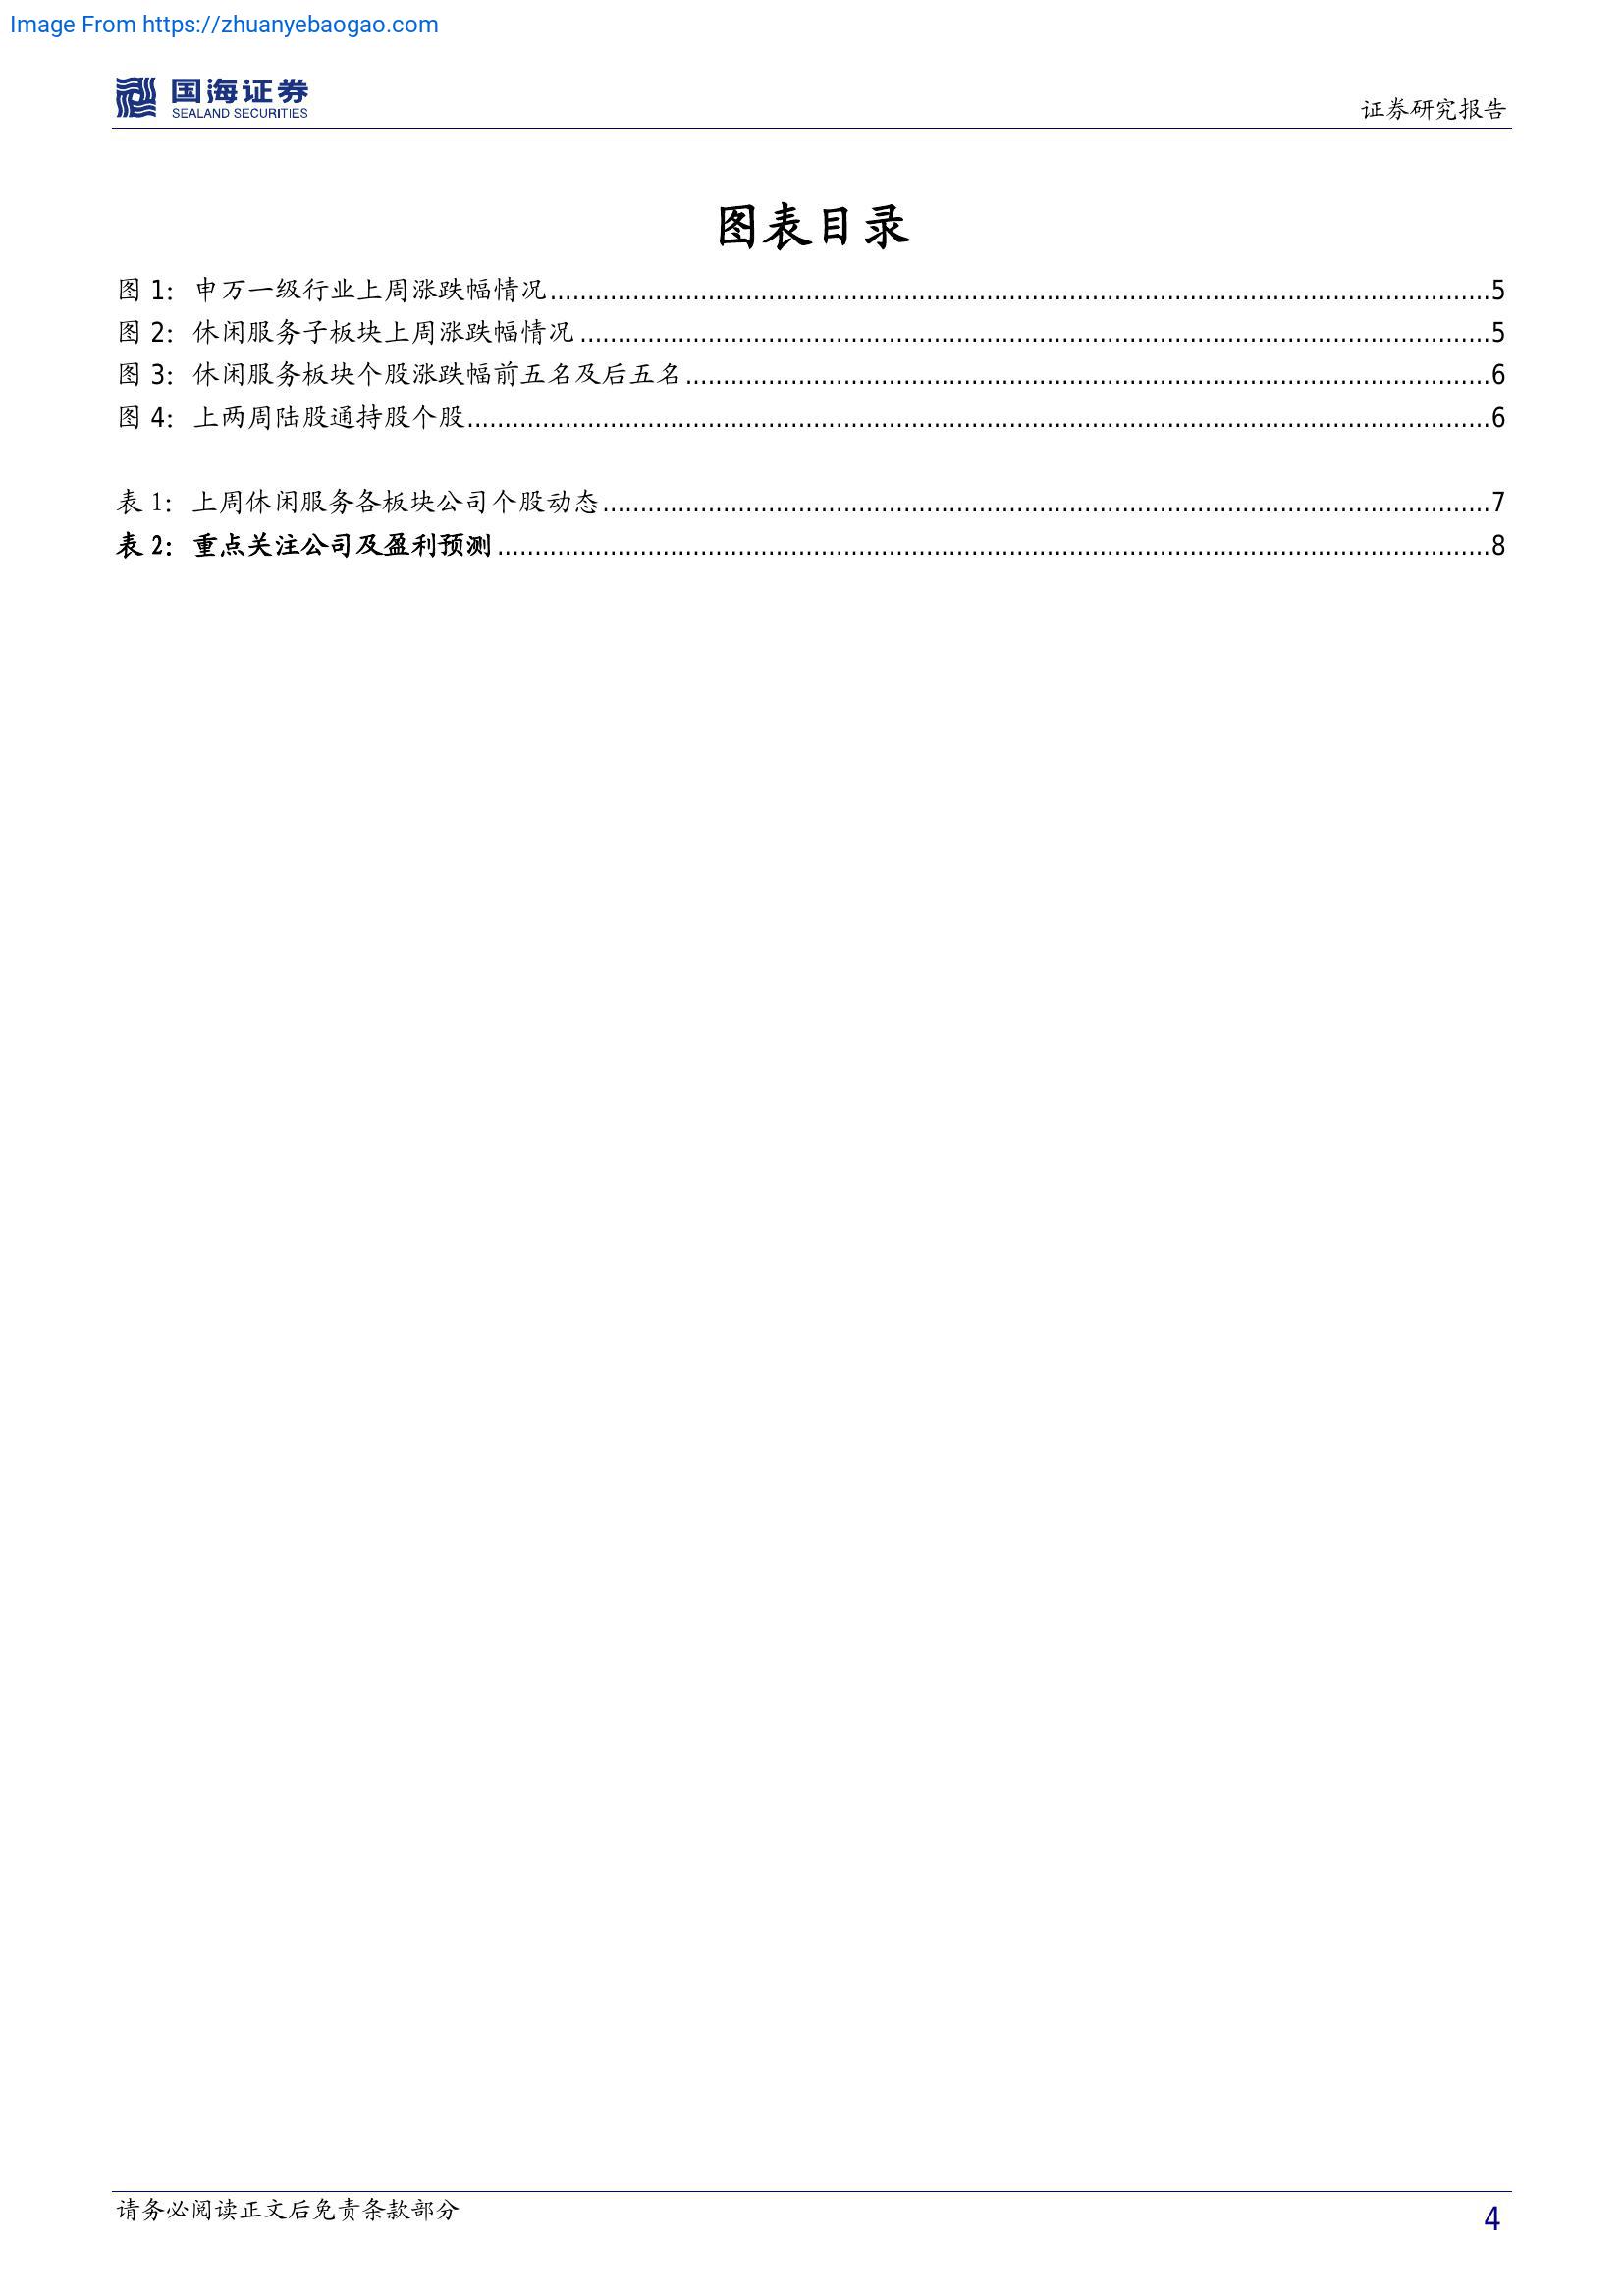 Image From https://zhuanyebaogao.com
国海证券
SEALAND SECURITIES
证券研究报告
图表目录
图 1：申万一级行业上周涨跌幅情况........................................5
图 2：休闲服务子板块上周涨跌幅情况........................................5
图 3：休闲服务板块个股涨跌幅前五名及后五名........................................6
图 4：上两周陆股通持股个股........................................6
表 1：上周休闲服务各板块公司个股动态........................................7
表 2：重点关注公司及盈利预测........................................8
请务必阅读正文后免责条款部分
4